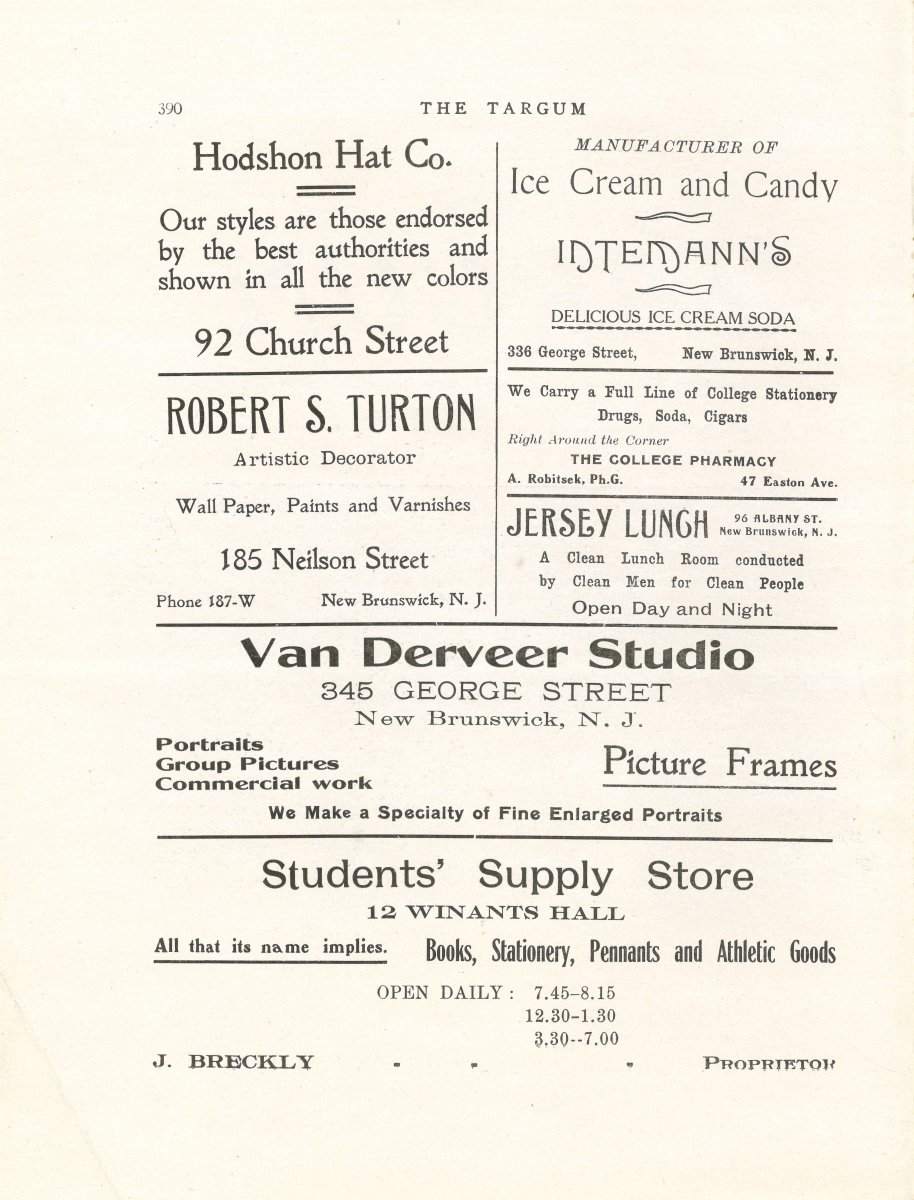 390
THE TARGUM
Hodshon Hat Co.
Our styles are those endorsed
by the best authorities and
shown in all the new colors
92 Church Street
ROBERT S. TURTON
Artistic Decorator
Wall Paper, Paints and Varnishes
185 Neilson Street
Phone 187-W New Brunswick, N. J.
MANUFACTURER OF
Ice Cream and Candy
INTEMANN'S
DELICIOUS ICE CREAM SODA
336 George Street, New Brunswick, N. J.
We Carry a Full Line of College Stationery
Drugs, Soda, Cigars
Right Around the Corner
THE COLLEGE PHARMACY
A. Robitsek, Ph.G. 47 Easton Ave.
JERSEY LUNCH 96 ALBANY ST.
New Brunswick, N. J.
A Clean Lunch Room conducted
by Clean Men for Clean People
Open Day and Night
Van Derveer Studio
345 GEORGE STREET
New Brunswick, N. J.
Portraits
Group Pictures
Commercial work
Picture Frames
We Make a Specialty of Fine Enlarged Portraits
Students' Supply Store
12 WINANTS HALL
All that its name implies. Books, Stationery, Pennants and Athletic Goods
OPEN DAILY : 7.45–8.15
12.30–1.30
3.30--7.00
J. BRECKLY - - - PROPRIETOR